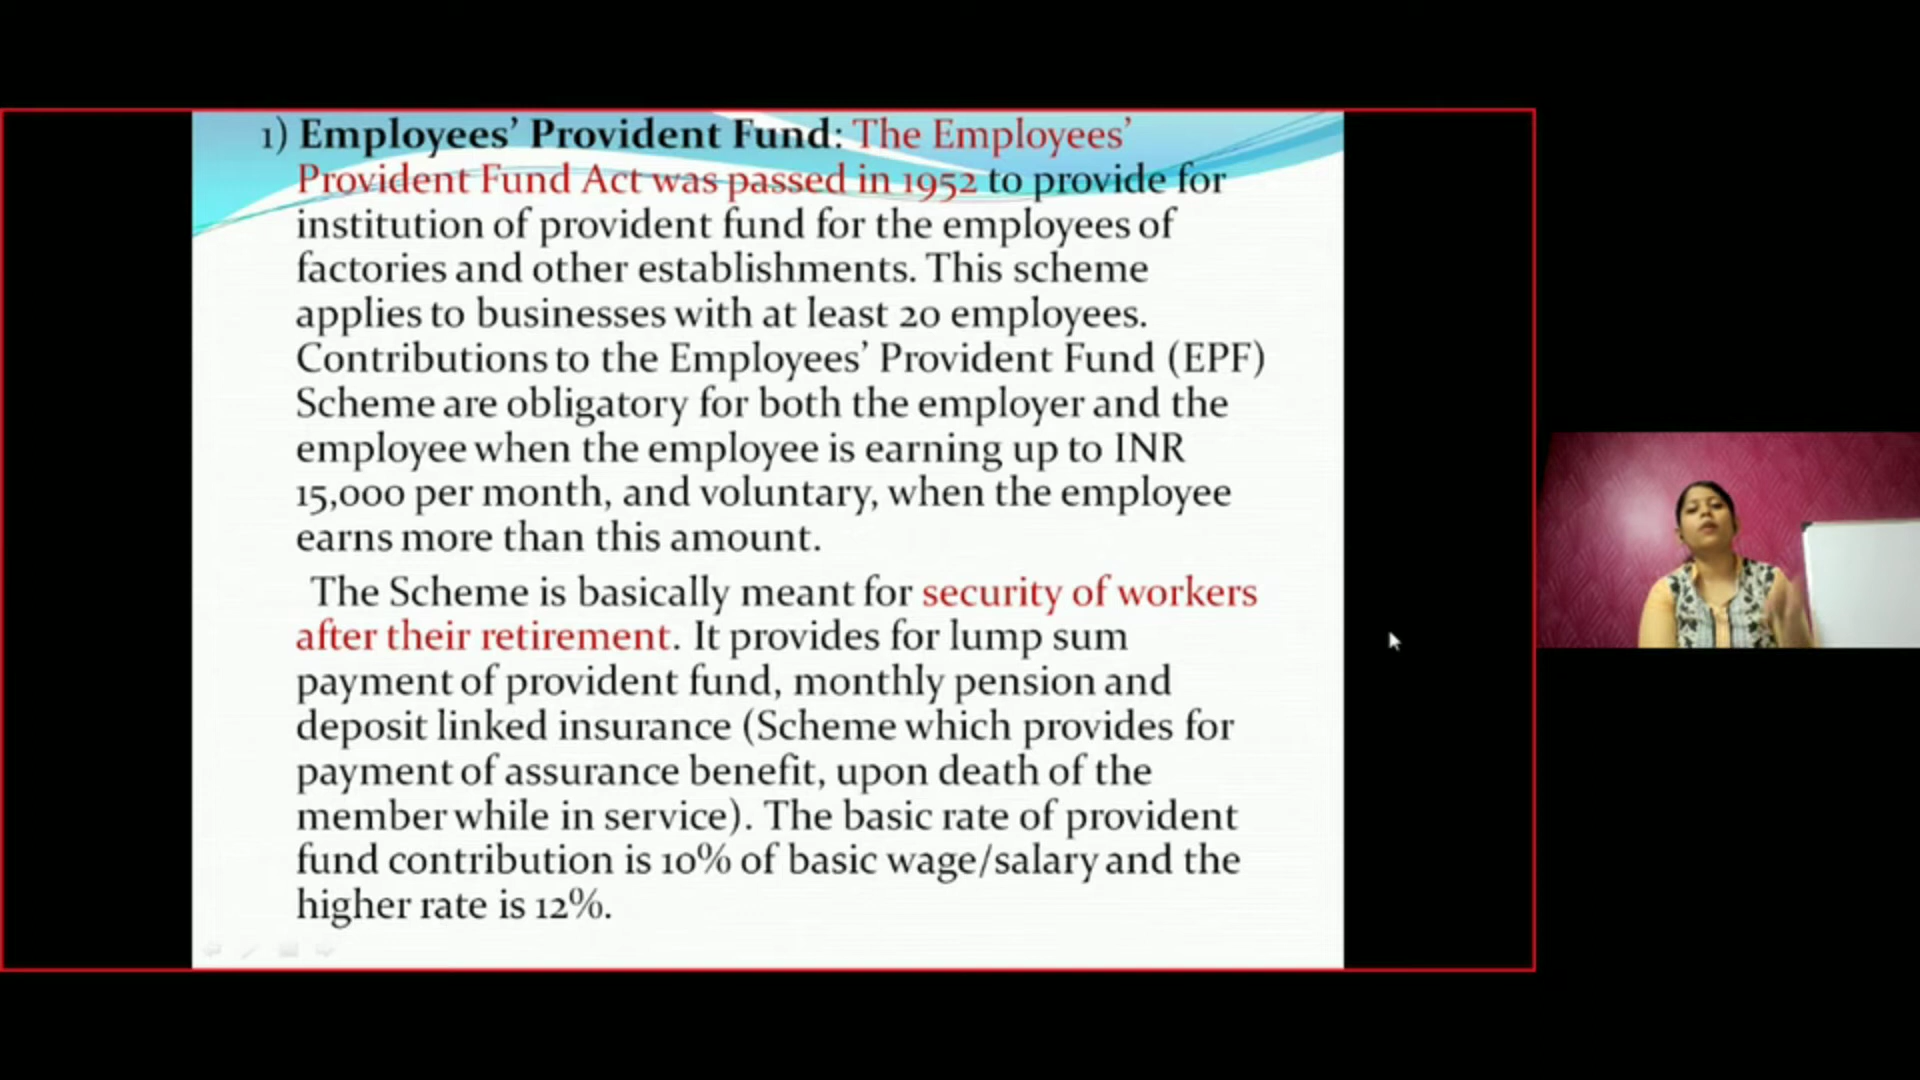 1) Employees’ Provident Fund: The Employees’
Provident Fund Act was passed in 1952 to provide for
institution of provident fund for the employees of
factories and other establishments. This scheme
applies to businesses with at least 20 employees.
Contributions to the Employees’ Provident Fund (EPF)
Scheme are obligatory for both the employer and the
employee when the employee is earning up to INR
15,000 per month, and voluntary, when the employee
earns more than this amount.
The Scheme is basically meant for security of workers
after their retirement. It provides for lump sum
payment of provident fund, monthly pension and
deposit linked insurance (Scheme which provides for
payment of assurance benefit, upon death of the
member while in service). The basic rate of provident
fund contribution is 10% of basic wage/salary and the
higher rate is 12%.